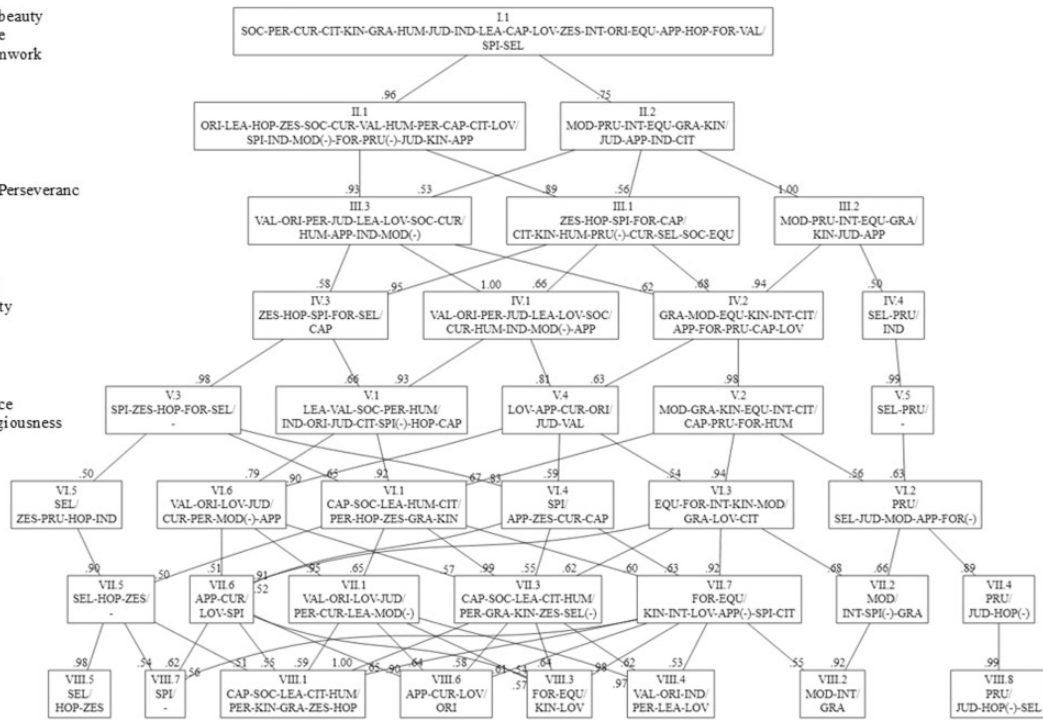 beauty
e
nwork
I.1
SOC-PER-CUR-CIT-KIN-GRA-HUM-JUD-IND-LEA-CAP-LOV-ZES-INT-ORI-EQU-APP-HOP-FOR-VAL/
SPI-SEL
.96 .75
II.1
ORI-LEA-HOP-ZES-SOC-CUR-VAL-HUM-PER-CAP-CIT-LOV/
SPI-IND-MOD(-)-FOR-PRU(-)-JUD-KIN-APP
II.2
MOD-PRU-INT-EQU-GRA-KIN/
JUD-APP-IND-CIT
Perseveranc
.93 .53 .89 .56 1.00
III.3
VAL-ORI-PER-JUD-LEA-LOV-SOC-CUR/
HUM-APP-IND-MOD(-)
III.1
ZES-HOP-SPI-FOR-CAP/
CIT-KIN-HUM-PRU(-)-CUR-SEL-SOC-EQU
III.2
MOD-PRU-INT-EQU-GRA/
KIN-JUD-APP
ty
.58 .95 1.00 .66 .62 .68 .94 .50
IV.3
ZES-HOP-SPI-FOR-SEL/
CAP
IV.1
VAL-ORI-PER-JUD-LEA-LOV-SOC/
CUR-HUM-IND-MOD(-)-APP
IV.2
GRA-MOD-EQU-KIN-INT-CIT/
APP-FOR-PRU-CAP-LOV
IV.4
SEL-PRU/
IND
ce
giousness
.98 .66 .93 .81 .63 .98 .99
V.3
SPI-ZES-HOP-FOR-SEL/
-
V.1
LEA-VAL-SOC-PER-HUM/
IND-ORI-JUD-CIT-SPI(-)-HOP-CAP
V.4
LOV-APP-CUR-ORI/
JUD-VAL
V.2
MOD-GRA-KIN-EQU-INT-CIT/
CAP-PRU-FOR-HUM
V.5
SEL-PRU/
-
.50 .79 .90 .65 .92 .67 .83 .59 .54 .94 .56 .63
VI.5
SEL/
ZES-PRU-HOP-IND
VI.6
VAL-ORI-LOV-JUD/
CUR-PER-MOD(-)-APP
VI.1
CAP-SOC-LEA-HUM-CIT/
PER-HOP-ZES-GRA-KIN
VI.4
SPI/
APP-ZES-CUR-CAP
VI.3
EQU-FOR-INT-KIN-MOD/
GRA-LOV-CIT
VI.2
PRU/
SEL-JUD-MOD-APP-FOR(-)
.90 .50 .51 .91 .52 .95 .65 .57 .99 .55 .62 .60 .63 .92 .68 .66 .89
VII.5
SEL-HOP-ZES/
-
VII.6
APP-CUR/
LOV-SPI
VII.1
VAL-ORI-LOV-JUD/
PER-CUR-LEA-MOD(-)
VII.3
CAP-SOC-LEA-CIT-HUM/
PER-GRA-KIN-ZES-SEL(-)
VII.7
FOR-EQU/
KIN-INT-LOV-APP(-)-SPI-CIT
VII.2
MOD/
INT-SPI(-)-GRA
VII.4
PRU/
JUD-HOP(-)
.98 .54 .62 .56 .51 .55 .59 1.00 .65 .90 .64 .58 .61 .57 .64 .98 .62 .97 .53 .55 .92 .99
VIII.5
SEL/
HOP-ZES
VIII.7
SPI/
-
VIII.1
CAP-SOC-LEA-CIT-HUM/
PER-KIN-GRA-ZES-HOP
VIII.6
APP-CUR-LOV/
ORI
VIII.3
FOR-EQU/
KIN-LOV
VIII.4
VAL-ORI-IND/
PER-LEA-LOV
VIII.2
MOD-INT/
GRA
VIII.8
PRU/
JUD-HOP(-)-SEL